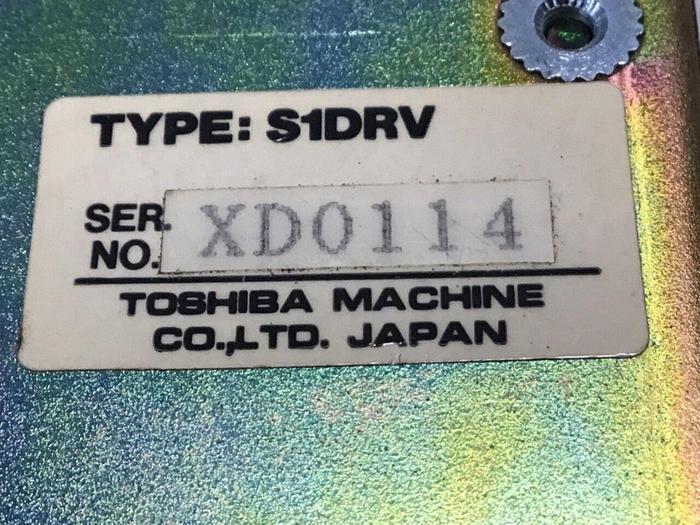 TYPE: S1DRV
SER.
NO. XD0114
TOSHIBA MACHINE
CO.,LTD. JAPAN